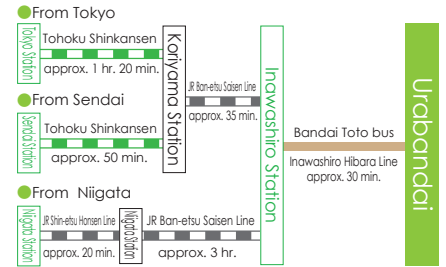 From Tokyo
Tokyo Station
Tohoku Shinkansen
approx. 1 hr. 20 min.
From Sendai
Sendai Station
Tohoku Shinkansen
approx. 50 min.
Koriyama Station
JR Ban-etsu Saisen Line
approx. 35 min.
From Niigata
Niigata Station
JR Shin-etsu Honsen Line
approx. 20 min.
Niigata Station
JR Ban-etsu Saisen Line
approx. 3 hr.
Inawashiro Station
Bandai Toto bus
Inawashiro Hibara Line
approx. 30 min.
Urabandai